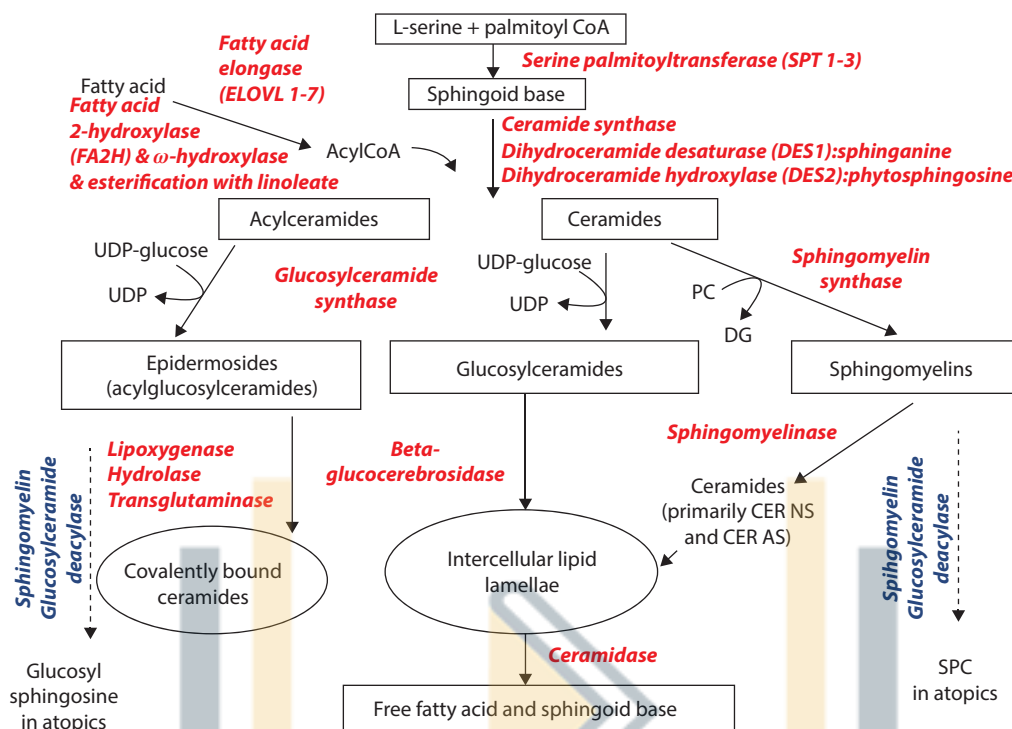 L-serine + palmitoyl CoA
Serine palmitoyltransferase (SPT 1-3)
Sphingoid base
Fatty acid
elongase
(ELOVL 1-7)
Fatty acid
Fatty acid
2-hydroxylase
(FA2H) & ω-hydroxylase
& esterification with linoleate
AcylCoA
Ceramide synthase
Dihydroceramide desaturase (DES1):sphinganine
Dihydroceramide hydroxylase (DES2):phytosphingosine
Acylceramides
Ceramides
UDP-glucose
UDP
Glucosylceramide
synthase
UDP-glucose
UDP
PC
DG
Sphingomyelin
synthase
Epidermosides
(acylglucosylceramides)
Glucosylceramides
Sphingomyelins
Sphingomyelin
Glucosylceramide
deacylase
Lipoxygenase
Hydrolase
Transglutaminase
Beta-
glucocerebrosidase
Sphingomyelinase
Ceramides
(primarily CER NS
and CER AS)
Spihgomyelin
Glucosylceramide
deacylase
Covalently bound
ceramides
Intercellular lipid
lamellae
Glucosyl
sphingosine
in atopics
Ceramidase
SPC
in atopics
Free fatty acid and sphingoid base